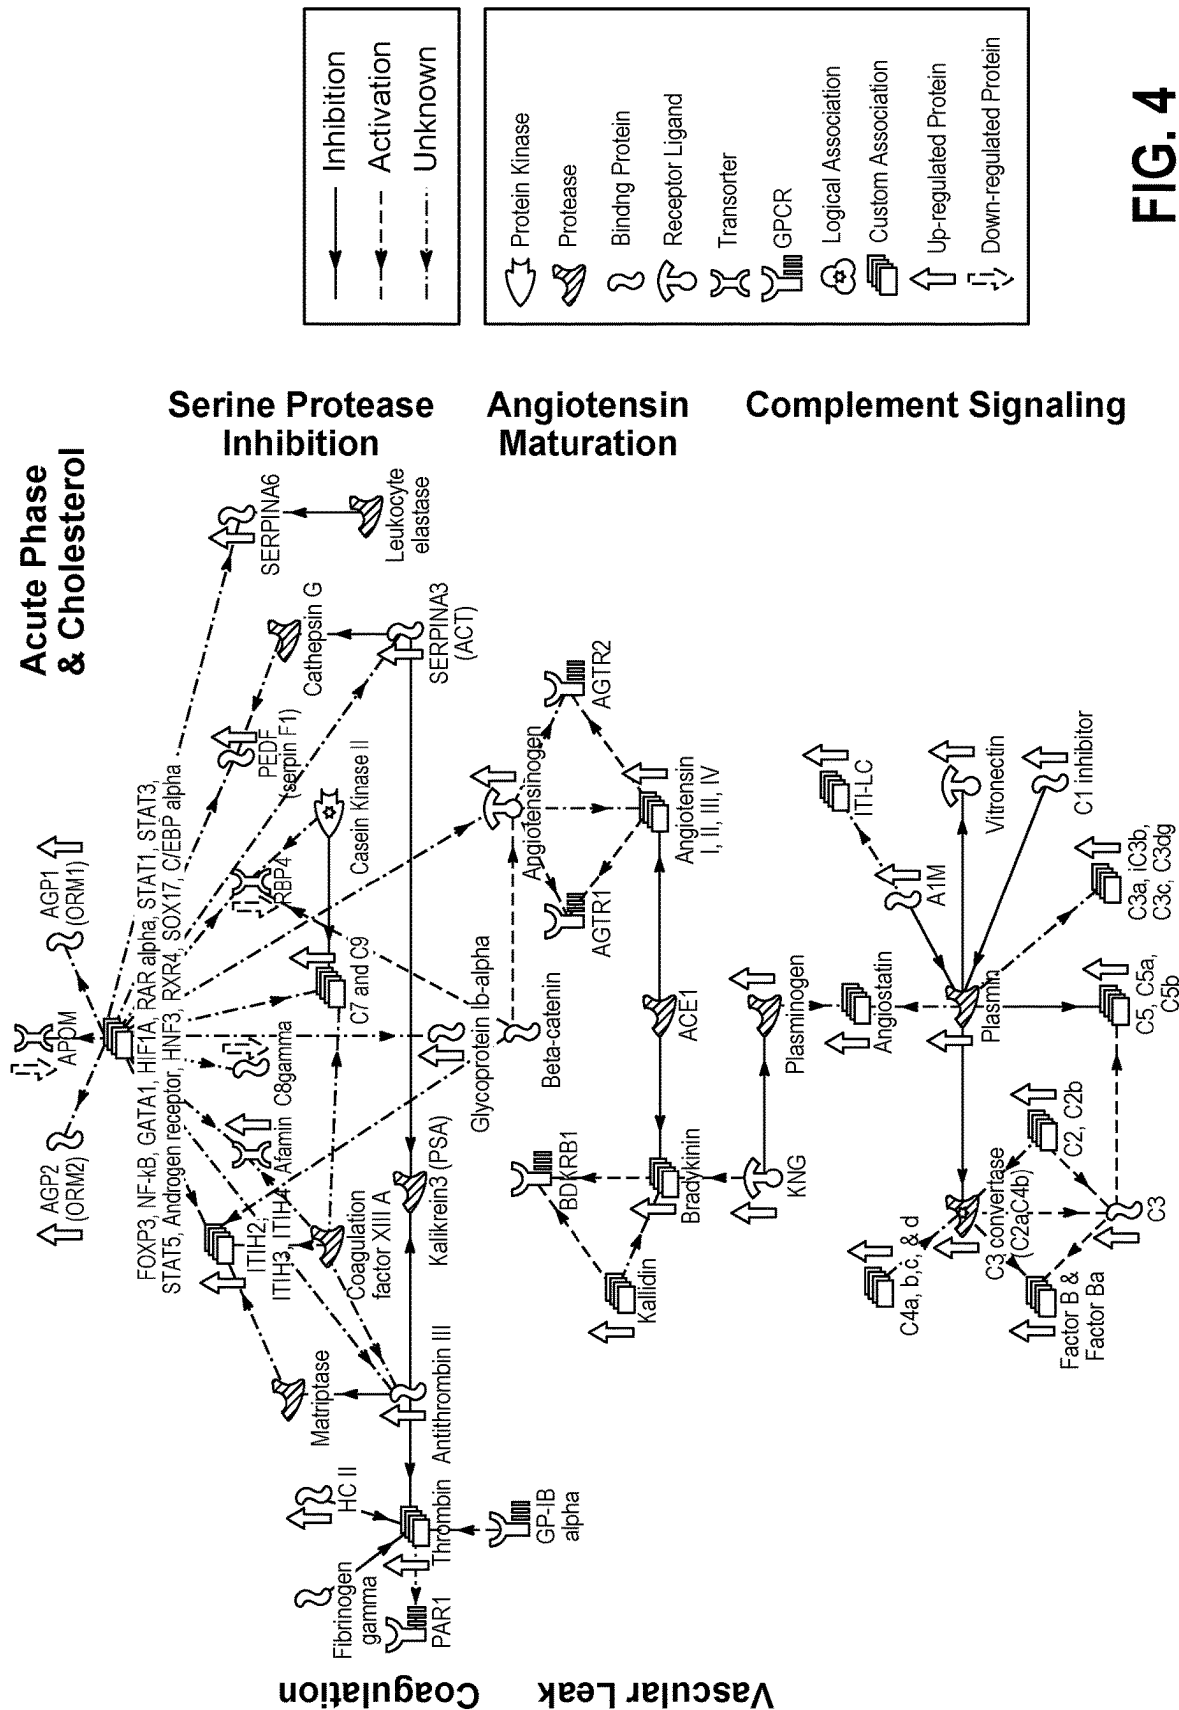 Acute Phase
& Cholesterol
AGP2
(ORM2)
APOM
AGP1
(ORM1)
FOXP3, NF-kB, GATA1, HIF1A, RAR alpha, STAT1, STAT3,
STAT5, Androgen receptor, HNF3, RXR4, SOX17, C/EBP alpha
Serine Protease
Inhibition
Coagulation
ITIH2,
ITIH3, ITIH4
Afamin
C8gamma
RBP4
PEDF
(serpin F1)
SERPINA6
Matriptase
Coagulation
factor XIII A
C7 and C9
Casein Kinase II
Cathepsin G
Leukocyte
elastase
Fibrinogen
gamma
HC II
PAR1
Thrombin
Antithrombin III
Kalikrein3 (PSA)
Glycoprotein Ib-alpha
SERPINA3
(ACT)
GP-IB
alpha
Beta-catenin
Angiotensin
Maturation
Vascular Leak
BDKRB1
AGTR1
Angiotensinogen
AGTR2
Kallidin
Bradykinin
ACE1
Angiotensin
I, II, III, IV
KNG
Plasminogen
Complement Signaling
Angiostatin
A1M
ITI-LC
C4a, b,c, & d
C3 convertase
(C2aC4b)
Plasmin
Vitronectin
C2, C2b
C1 inhibitor
Factor B &
Factor Ba
C3
C5, C5a,
C5b
C3a, iC3b,
C3c, C3dg
Inhibition
Activation
Unknown
Protein Kinase
Protease
Bindng Protein
Receptor Ligand
Transorter
GPCR
Logical Association
Custom Association
Up-regulated Protein
Down-regulated Protein
FIG. 4